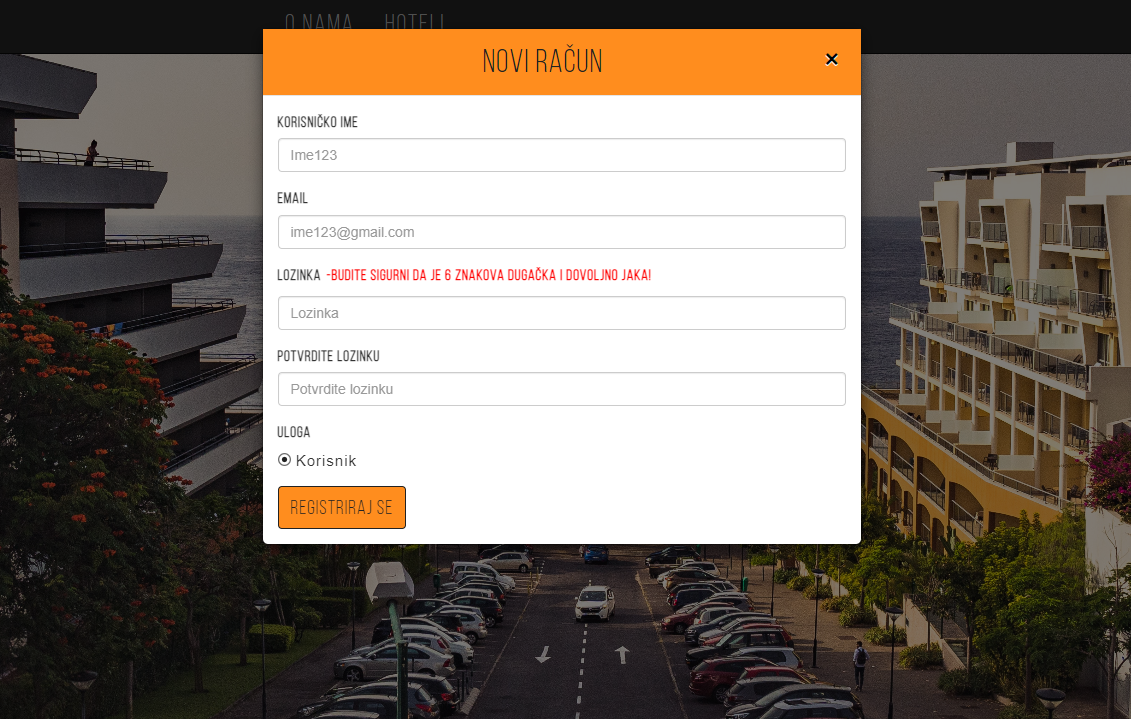 O NAMA HOTELI
NOVI RAČUN ×
KORISNIČKO IME
Ime123
EMAIL
ime123@gmail.com
LOZINKA -BUDITE SIGURNI DA JE 6 ZNAKOVA DUGAČKA I DOVOLJNO JAKA!
Lozinka
POTVRDITE LOZINKU
Potvrdite lozinku
ULOGA
Korisnik
REGISTRIRAJ SE